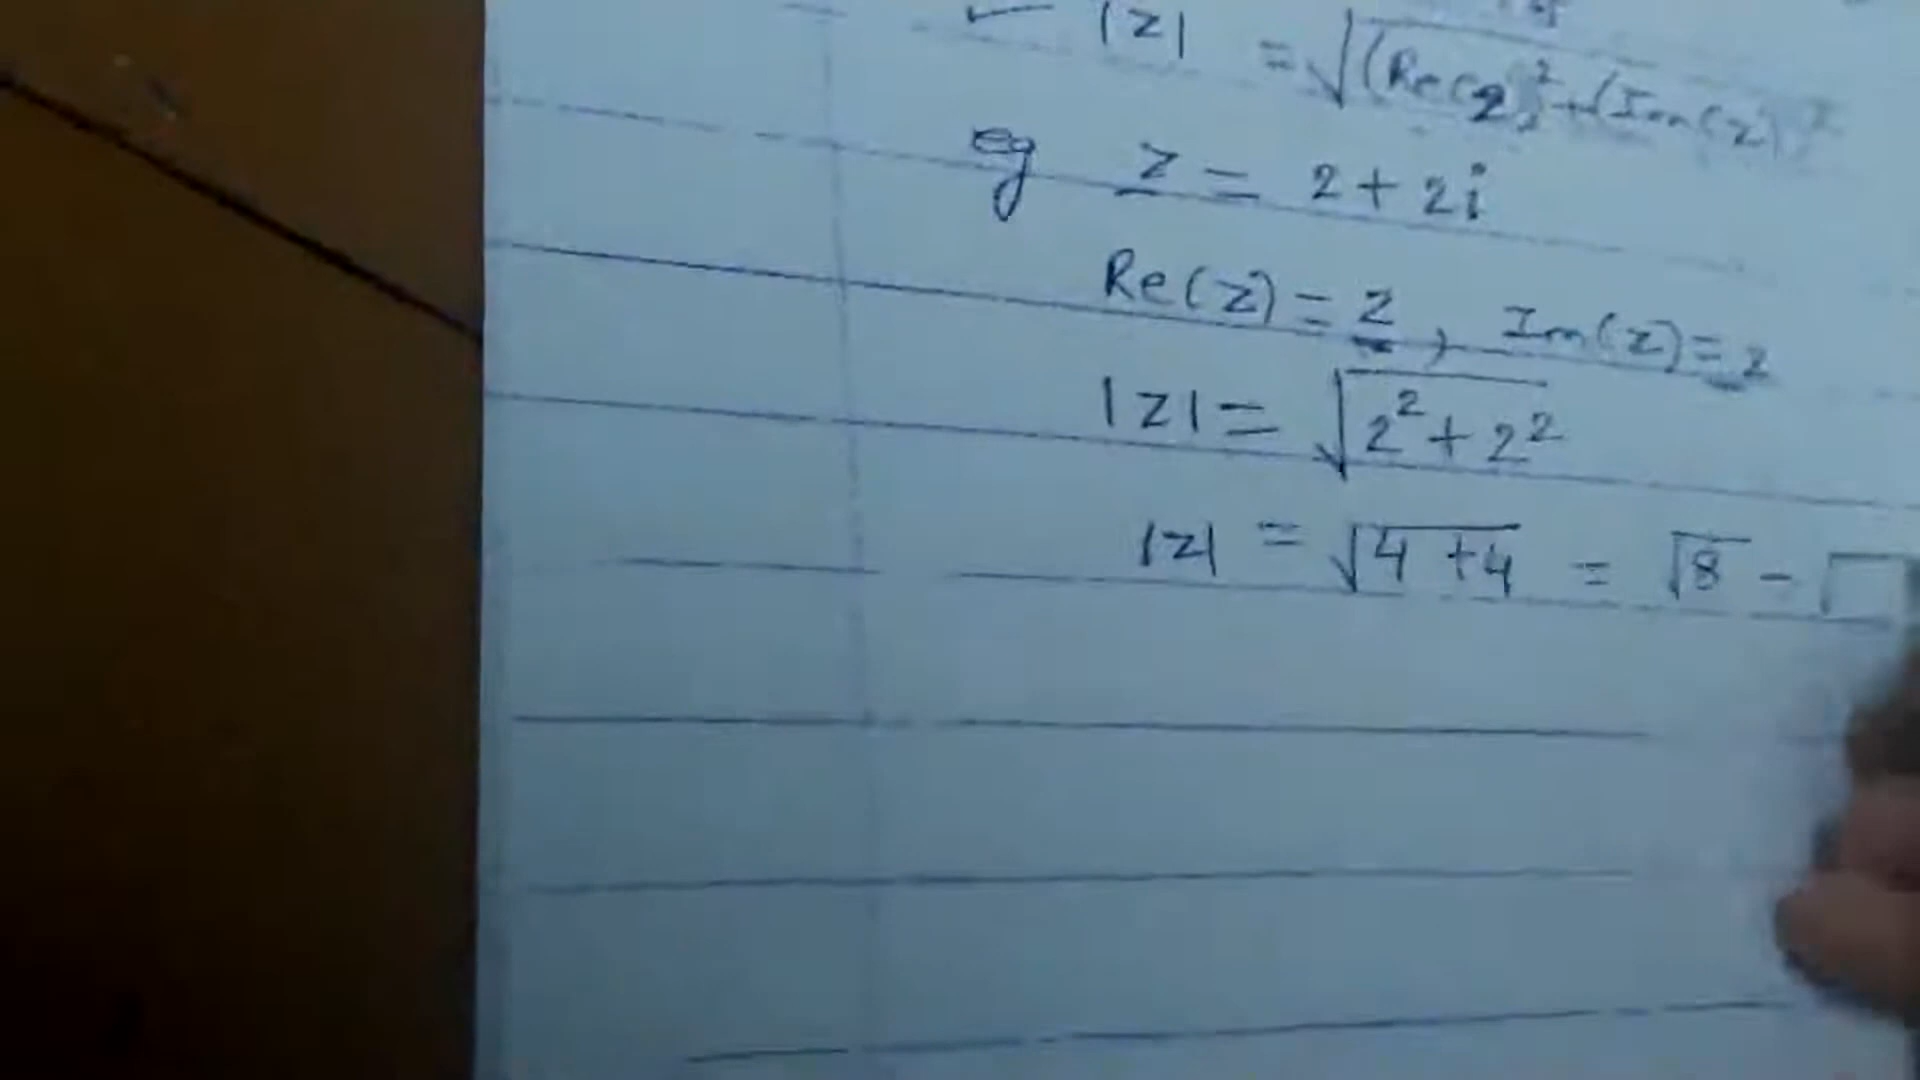 |z| = √(Re(z))² + (Im(z))²
eg z = 2 + 2i
Re(z) = 2, Im(z) = 2
|z| = √2² + 2²
|z| = √4 + 4 = √8 -